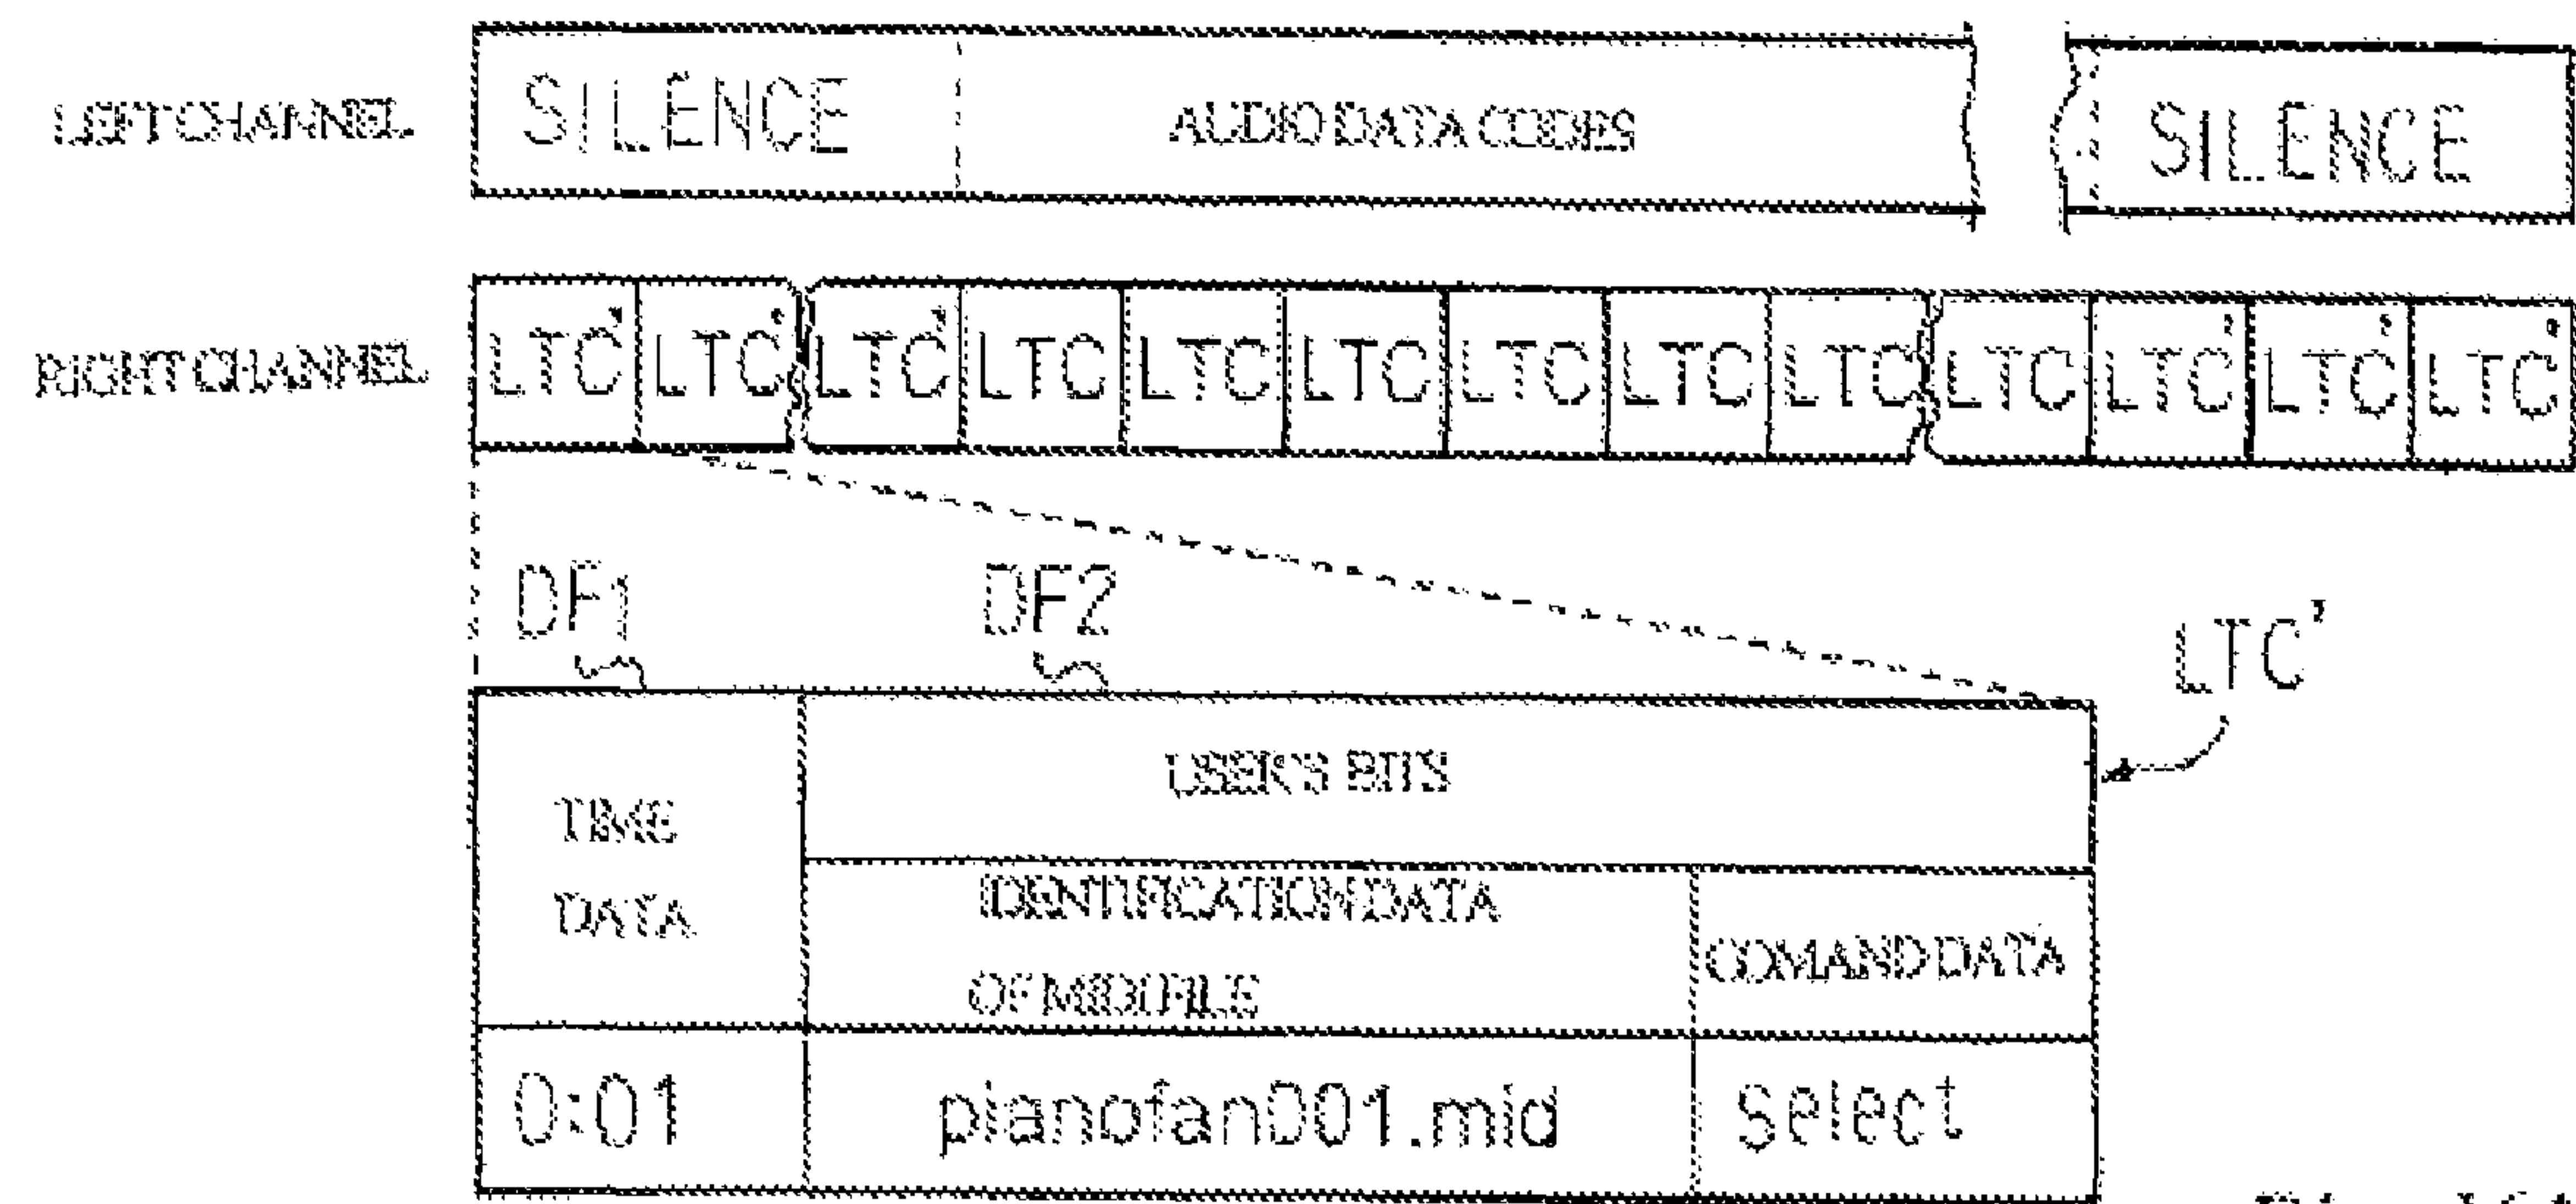 LEFT CHANNEL SILENCE AUDIO DATA CODES SILENCE
RIGHT CHANNEL LTC' LTC' LTC' LTC LTC LTC LTC LTC LTC LTC LTC' LTC' LTC'
DF1 DF2 LTC'
USER'S BITS
TIME
DATA
IDENTIFICATION DATA
OF MIDI FILE
COMAND DATA
0:01 pianofan001.mid Select